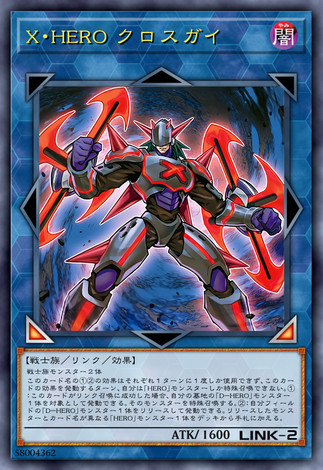 X・HERO クロスガイ
闇
【戦士族／リンク／効果】
戦士族モンスター２体
このカード名の①②の効果はそれぞれ１ターンに１度しか使用できず、このカー
ドの効果を発動するターン、自分は「HERO」モンスターしか特殊召喚できない。①
：このカードがリンク召喚に成功した場合、自分の墓地の「D－HERO」モンスター
１体を対象として発動できる。そのモンスターを特殊召喚する。②：自分フィール
ドの「D－HERO」モンスター１体をリリースして発動できる。リリースしたモンス
ターとカード名が異なる「HERO」モンスター１体をデッキから手札に加える。
ATK/ 1600 LINK-2
58004362